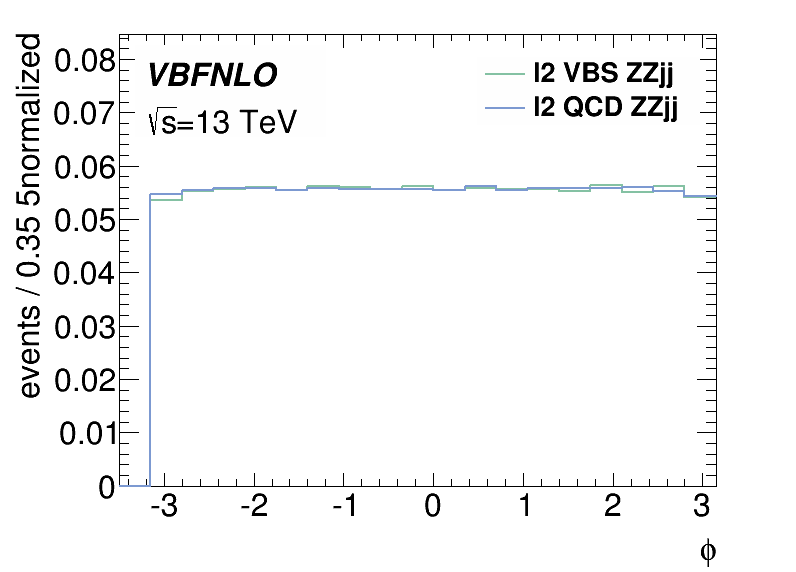 VBFNLO
√s=13 TeV
l2 VBS ZZjj
l2 QCD ZZjj
events / 0.35 5normalized
0.08
0.07
0.06
0.05
0.04
0.03
0.02
0.01
0
-3 -2 -1 0 1 2 3
ϕ